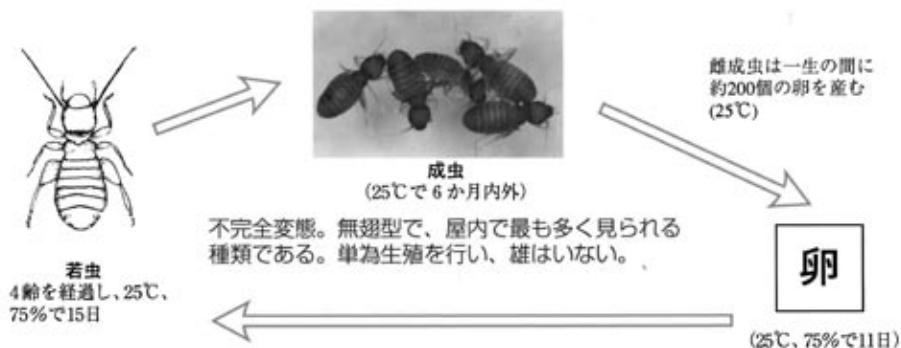 雌成虫は一生の間に
約200個の卵を産む
(25℃)
成虫
(25℃で6か月内外)
不完全変態。無翅型で、屋内で最も多く見られる
種類である。単為生殖を行い、雄はいない。
卵
(25℃、75%で11日)
若虫
4齢を経過し、25℃、
75%で15日